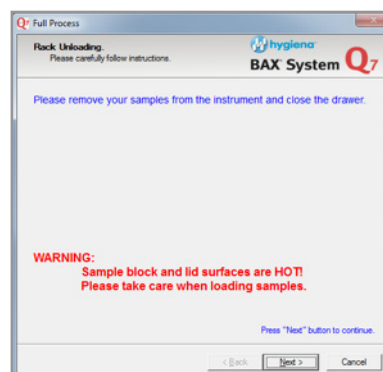 Q7 Full Process
Rack Unloading.
Please carefully follow instructions.
hygiena
BAX System Q7
Please remove your samples from the instrument and close the drawer.
WARNING:
Sample block and lid surfaces are HOT!
Please take care when loading samples.
Press "Next" button to continue.
< Back
Next >
Cancel